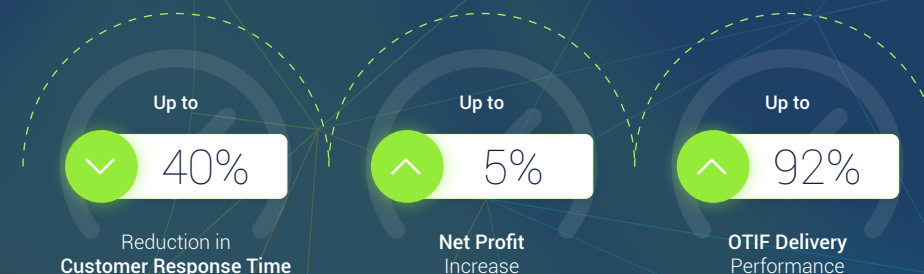 Up to
40%
Reduction in
Customer Response Time
Up to
5%
Net Profit
Increase
Up to
92%
OTIF Delivery
Performance